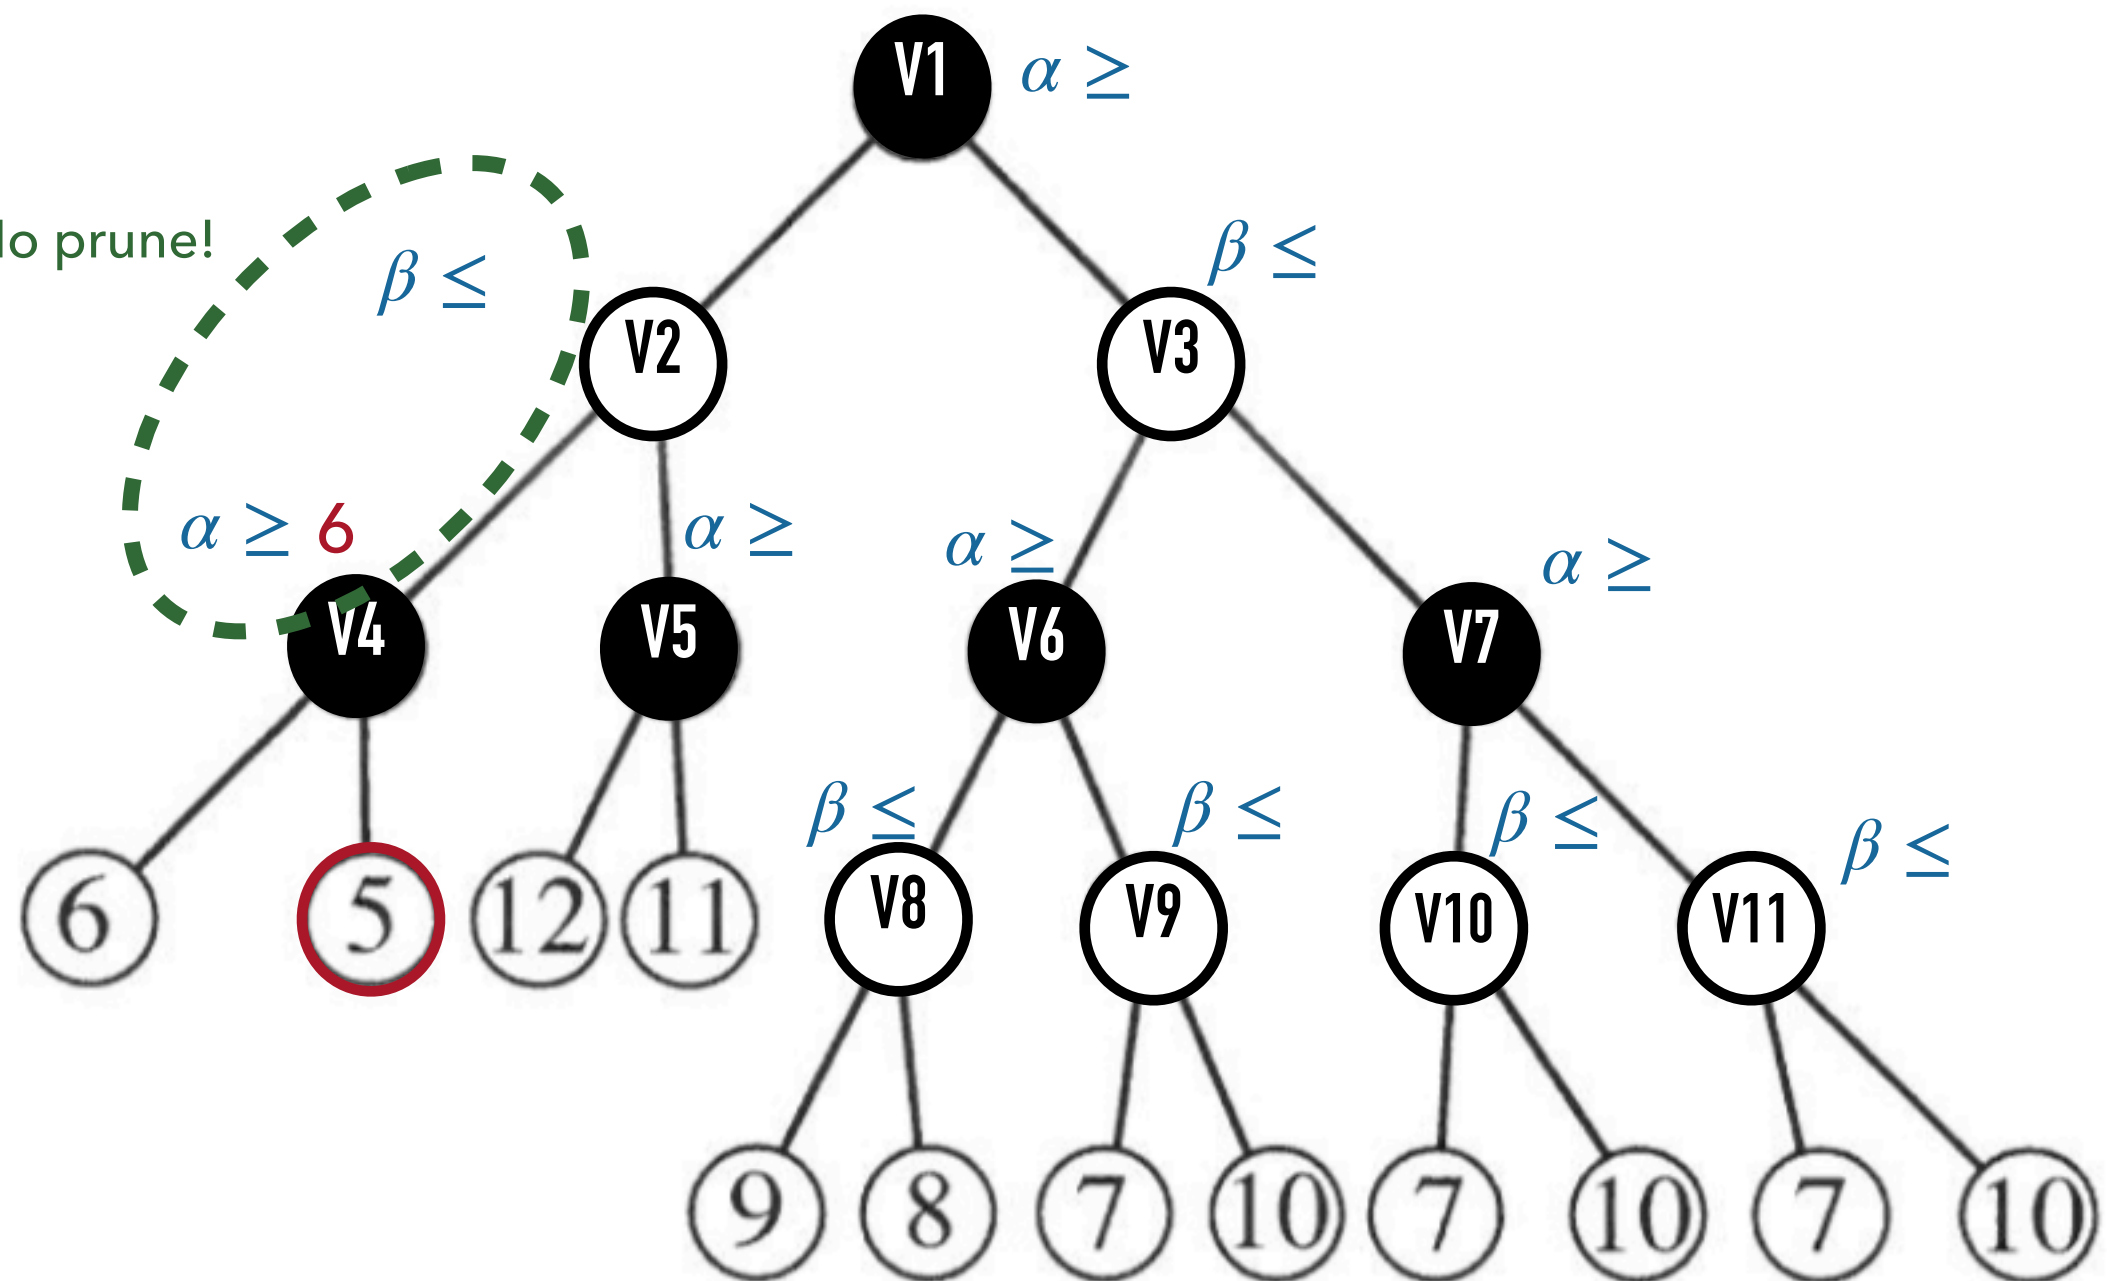 V1 α ≥
lo prune!
β ≤ β ≤
V2 V3
α ≥ 6 α ≥ α ≥ α ≥
V4 V5 V6 V7
β ≤ β ≤ β ≤ β ≤
6 5 12 11 V8 V9 V10 V11
9 8 7 10 7 10 7 10